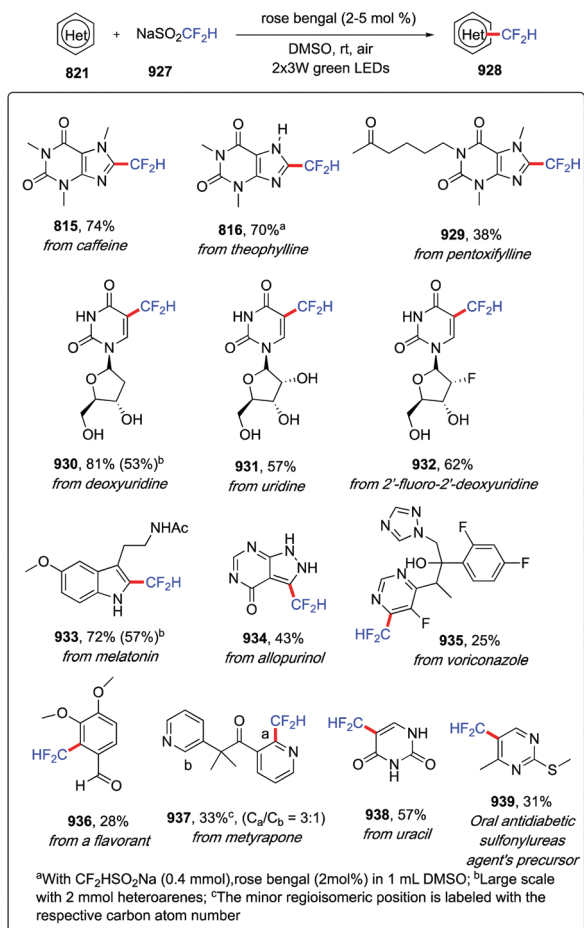 rose bengal (2-5 mol %)
Het + NaSO2CF2H Het CF2H
DMSO, rt, air
821 927 2x3W green LEDs 928
O N N N N O CF2H
815, 74%
from caffeine
O H N N N N O CF2H
816, 70%a
from theophylline
O O N N N N O CF2H
929, 38%
from pentoxifylline
O CF2H HN O N O OH OH
930, 81% (53%)b
from deoxyuridine
O CF2H HN O N O OH OH OH
931, 57%
from uridine
O CF2H HN O N O F OH OH
932, 62%
from 2'-fluoro-2'-deoxyuridine
NHAc O CF2H N H
933, 72% (57%)b
from melatonin
N H N NH N O CF2H
934, 43%
from allopurinol
N N N F HO F N N F HF2C
935, 25%
from voriconazole
O O HF2C O
936, 28%
from a flavorant
N O CF2H a b N
937, 33%c, (Ca/Cb = 3:1)
from metyrapone
HF2C NH O N H O
938, 57%
from uracil
HF2C N N S
939, 31%
Oral antidiabetic
sulfonylureas
agent's precursor
aWith CF2HSO2Na (0.4 mmol),rose bengal (2mol%) in 1 mL DMSO; bLarge scale
with 2 mmol heteroarenes; cThe minor regioisomeric position is labeled with the
respective carbon atom number